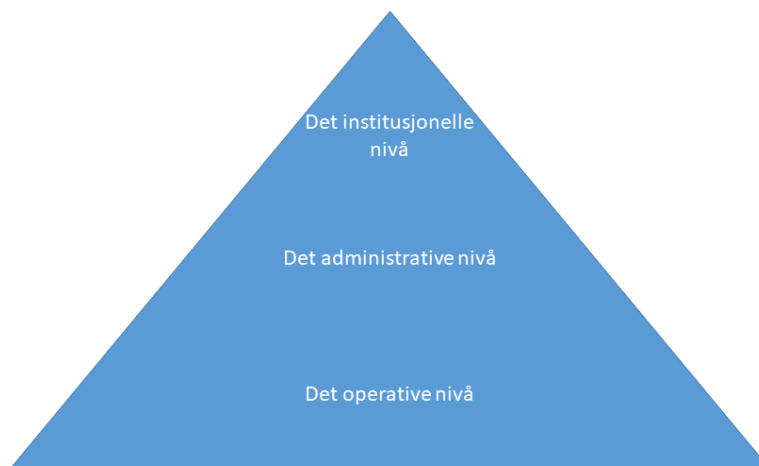 Det institusjonelle
nivå
Det administrative nivå
Det operative nivå